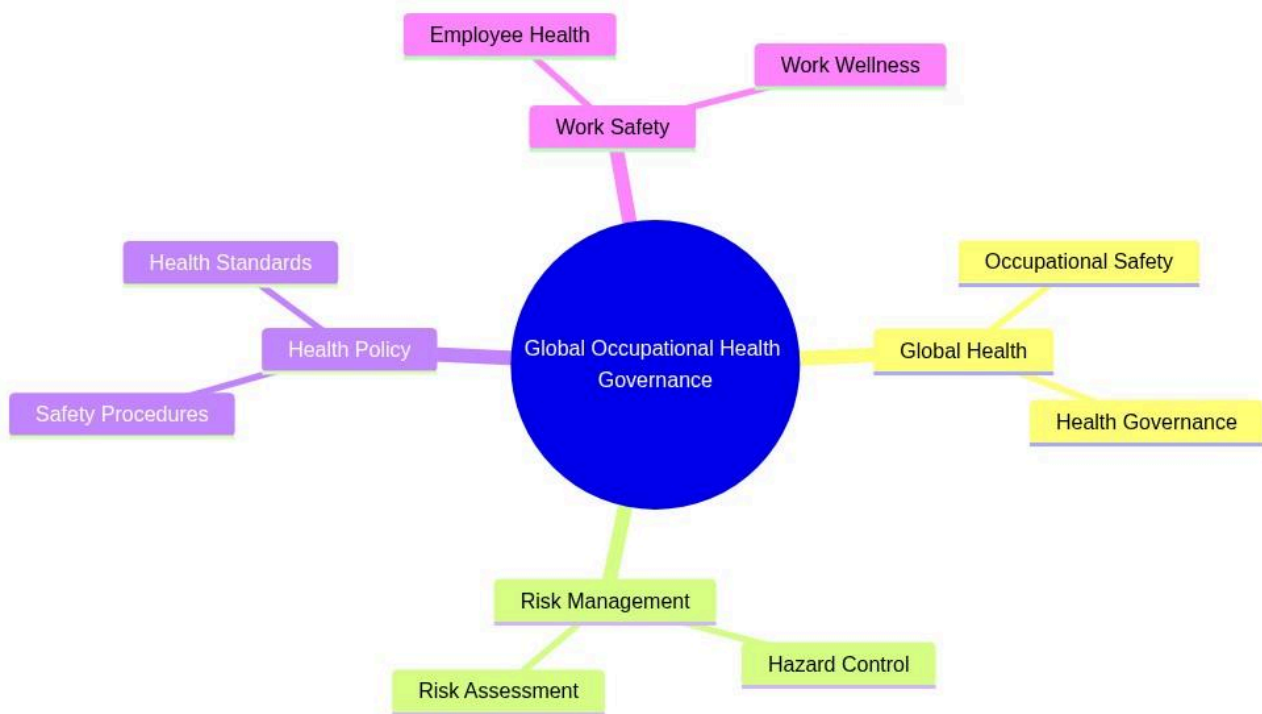 Employee Health
Work Wellness
Work Safety
Health Standards
Occupational Safety
Health Policy
Global Occupational Health
Governance
Global Health
Safety Procedures
Health Governance
Risk Management
Hazard Control
Risk Assessment